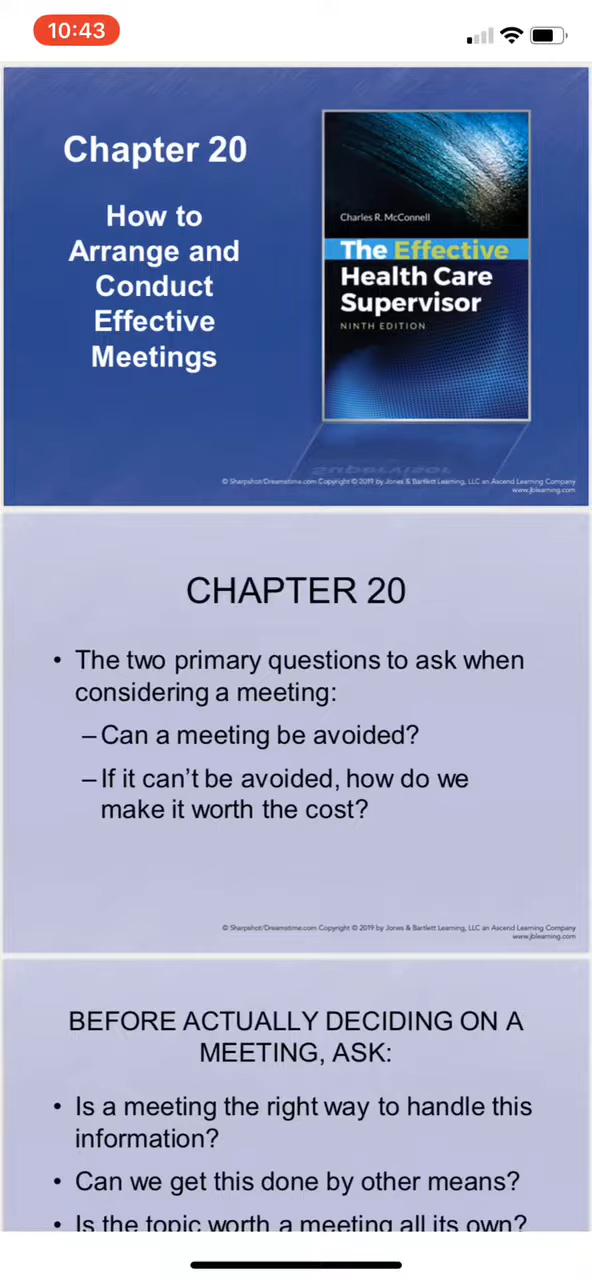 10:43
Chapter 20
How to
Arrange and
Conduct
Effective
Meetings
Charles R. McConnell
The Effective
Health Care
Supervisor
NINTH EDITION
© Sharpshot/Dreamstime.com Copyright © 2019 by Jones & Bartlett Learning, LLC an Ascend Learning Company
www.jblearning.com
CHAPTER 20
• The two primary questions to ask when
considering a meeting:
– Can a meeting be avoided?
– If it can’t be avoided, how do we
make it worth the cost?
© Sharpshot/Dreamstime.com Copyright © 2019 by Jones & Bartlett Learning, LLC an Ascend Learning Company
www.jblearning.com
BEFORE ACTUALLY DECIDING ON A
MEETING, ASK:
• Is a meeting the right way to handle this
information?
• Can we get this done by other means?
• Is the topic worth a meeting all its own?